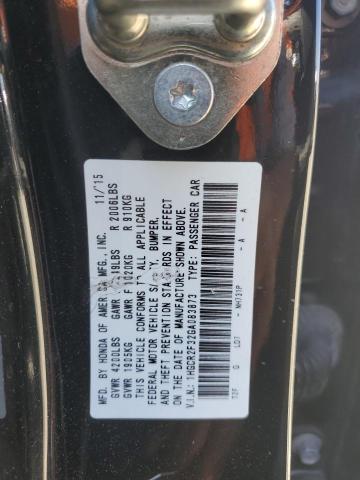 MFD. BY HONDA OF AMERICA MFG., INC. 11/'15
GVWR 4200LBS GAWR F 19LBS R 2006LBS
GVWR 1905KG GAWR F 1020KG R 910KG
THIS VEHICLE CONFORMS TO ALL APPLICABLE
FEDERAL MOTOR VEHICLE SAFETY, BUMPER,
AND THEFT PREVENTION STANDARDS IN EFFECT
ON THE DATE OF MANUFACTURE SHOWN ABOVE.
V.I.N.: 1HGCR2F32GA083873 PASSENGER CAR
A - A